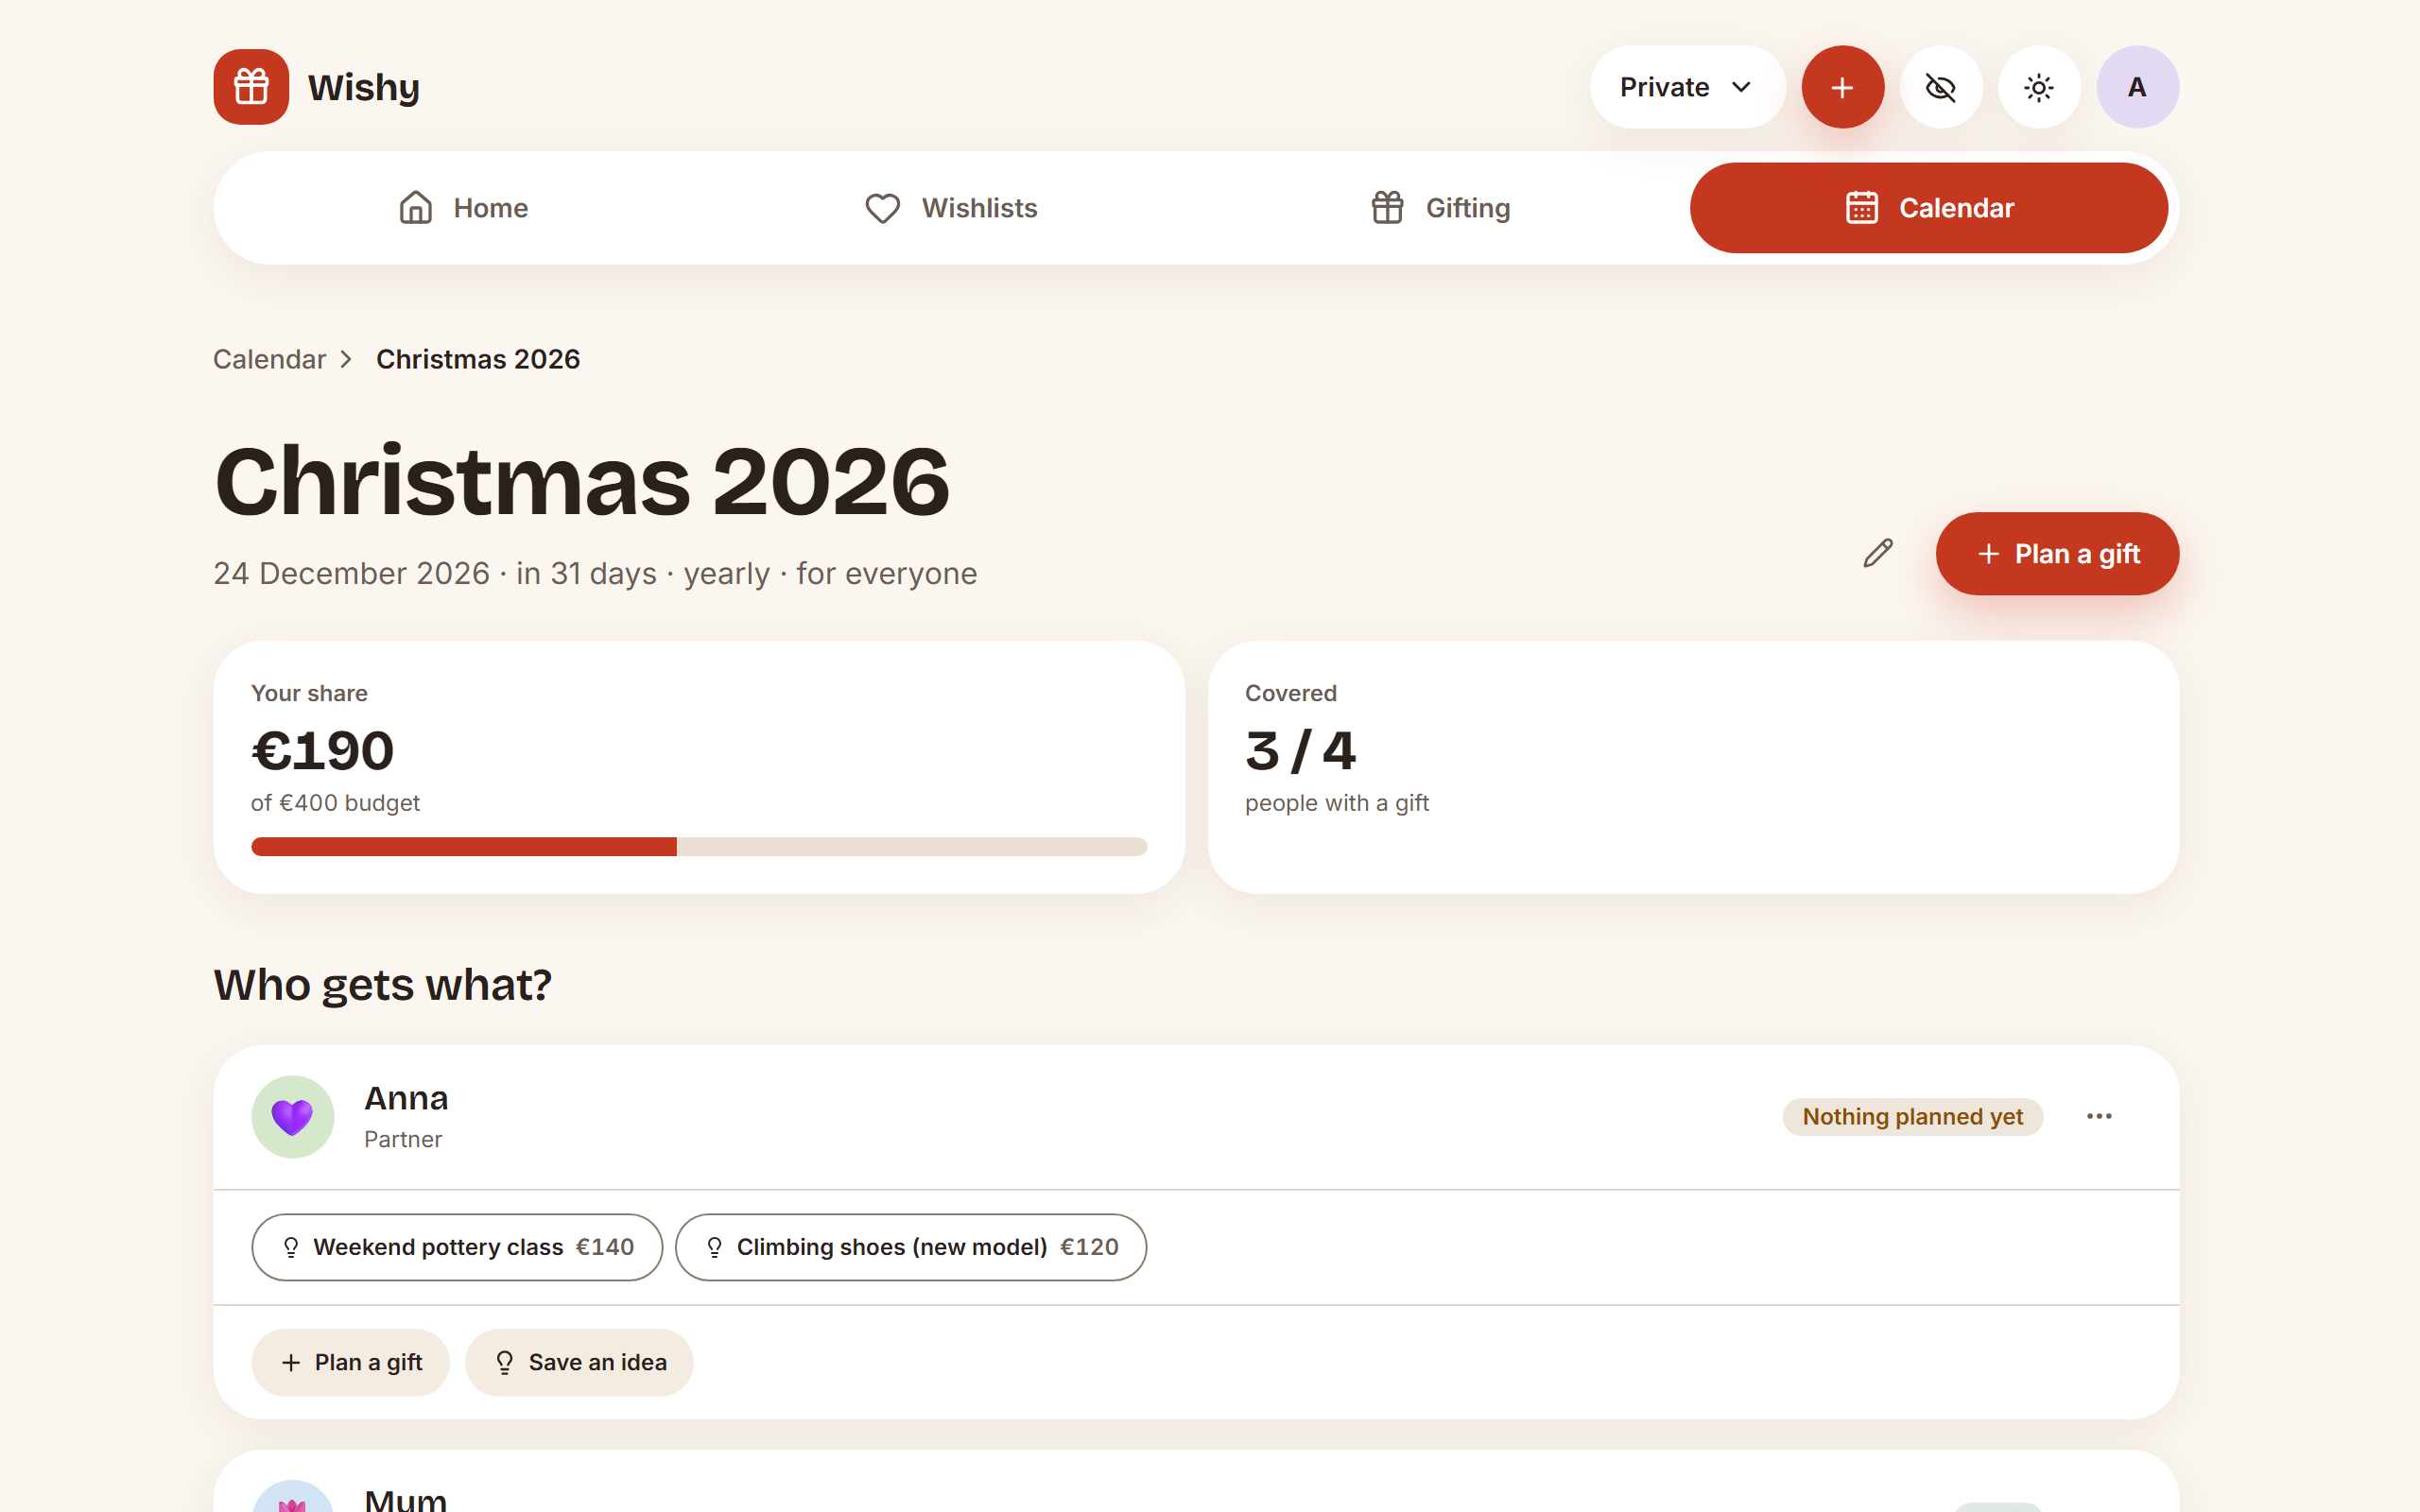 Wishy
Private
A
Home
Wishlists
Gifting
Calendar
Calendar > Christmas 2026
Christmas 2026
24 December 2026 · in 31 days · yearly · for everyone
Plan a gift
Your share
€190
of €400 budget
Covered
3 / 4
people with a gift
Who gets what?
Anna
Partner
Nothing planned yet
Weekend pottery class €140
Climbing shoes (new model) €120
Plan a gift
Save an idea
Mum